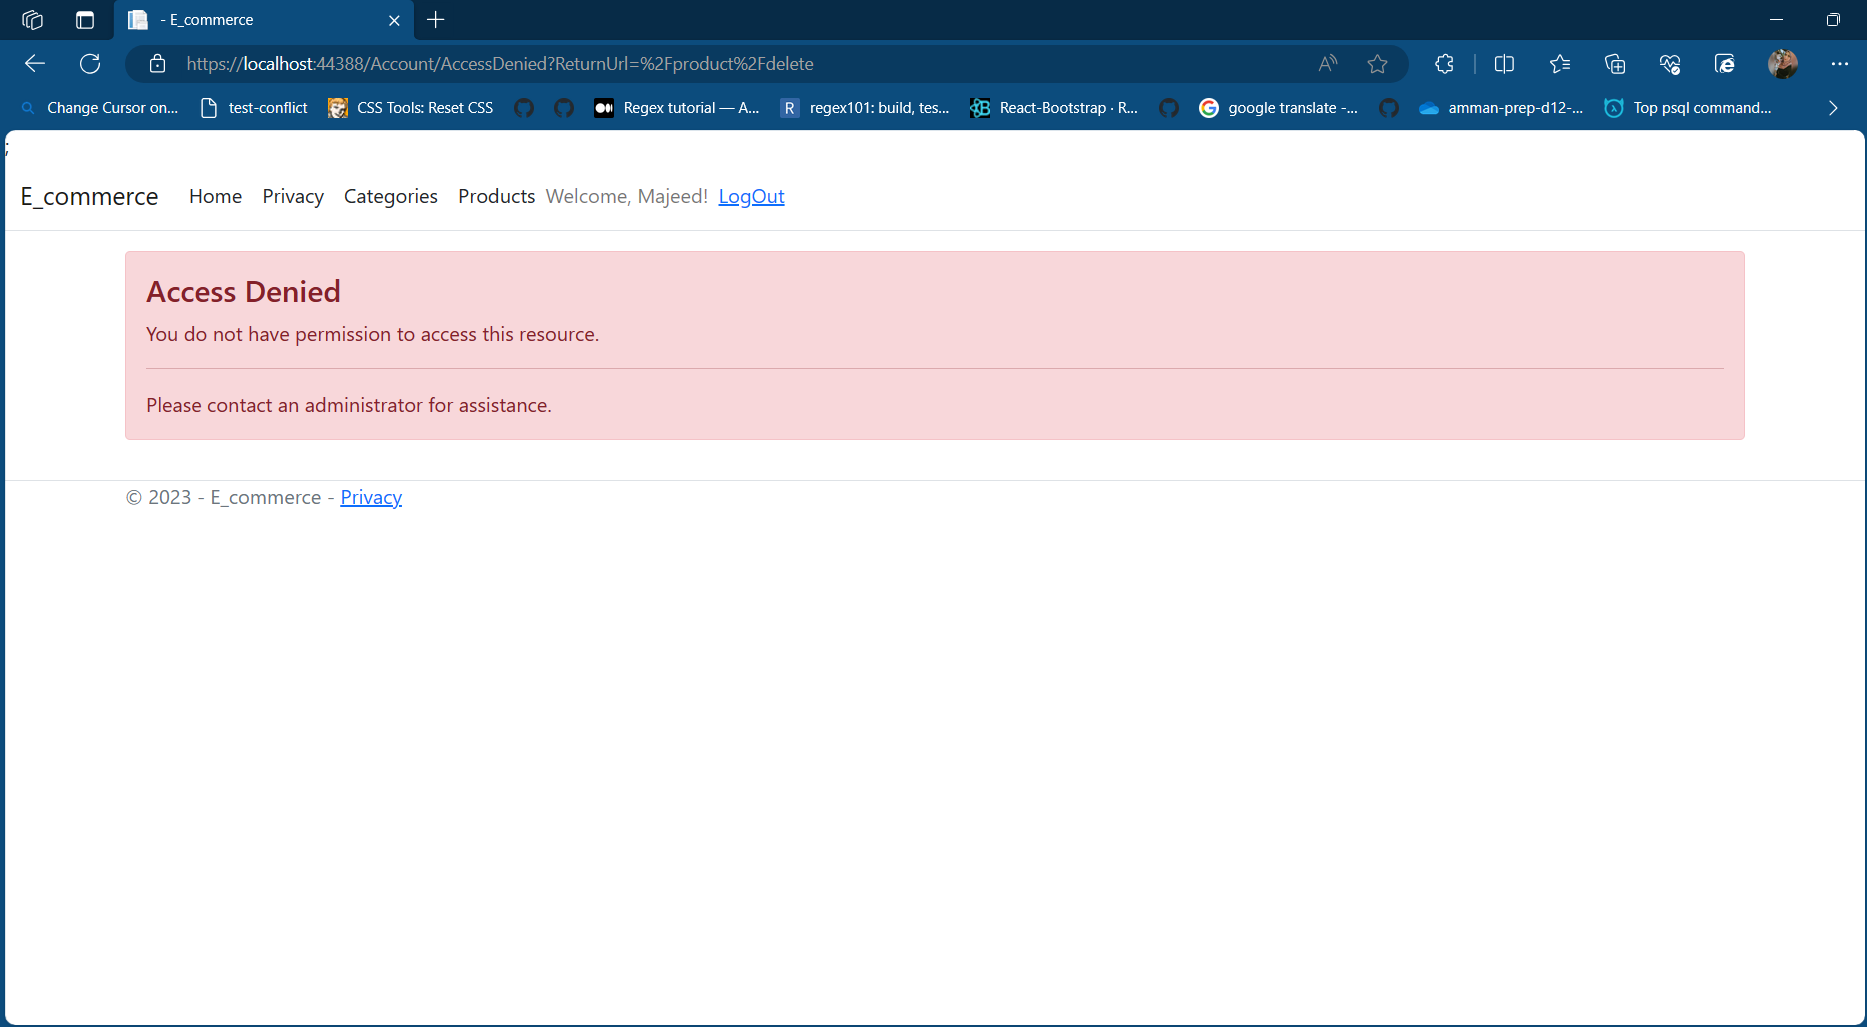 - E_commerce
https://localhost:44388/Account/AccessDenied?ReturnUrl=%2Fproduct%2Fdelete
Change Cursor on... test-conflict CSS Tools: Reset CSS Regex tutorial — A... R regex101: build, tes... React-Bootstrap · R... google translate -... amman-prep-d12-... Top psql command...
;
E_commerce Home Privacy Categories Products Welcome, Majeed! LogOut
Access Denied
You do not have permission to access this resource.
Please contact an administrator for assistance.
© 2023 - E_commerce - Privacy